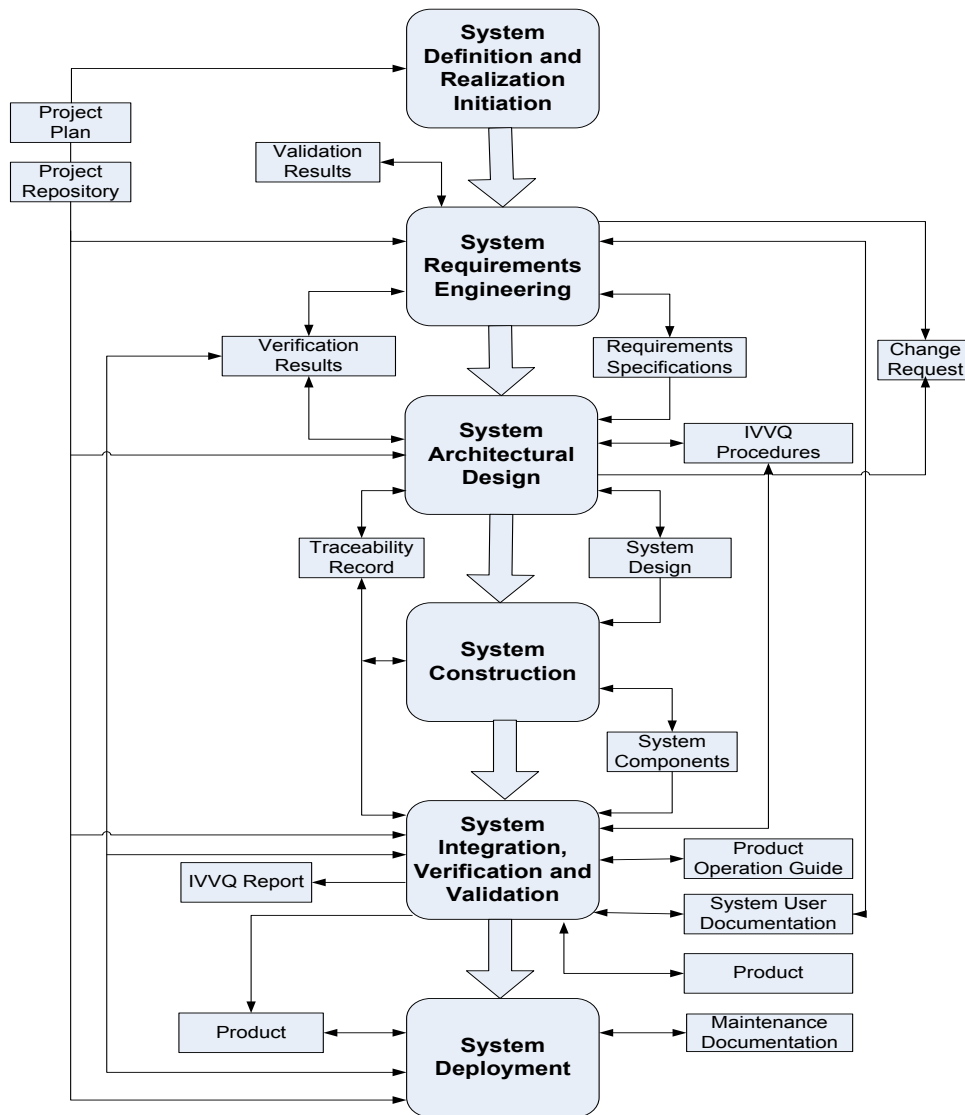 System
Definition and
Realization
Initiation
Project
Plan
Validation
Results
Project
Repository
System
Requirements
Engineering
Verification
Results
Requirements
Specifications
Change
Request
System
Architectural
Design
IVVQ
Procedures
Traceability
Record
System
Design
System
Construction
System
Components
System
Integration,
Verification and
Validation
Product
Operation Guide
IVVQ Report
System User
Documentation
Product
Product
System
Deployment
Maintenance
Documentation